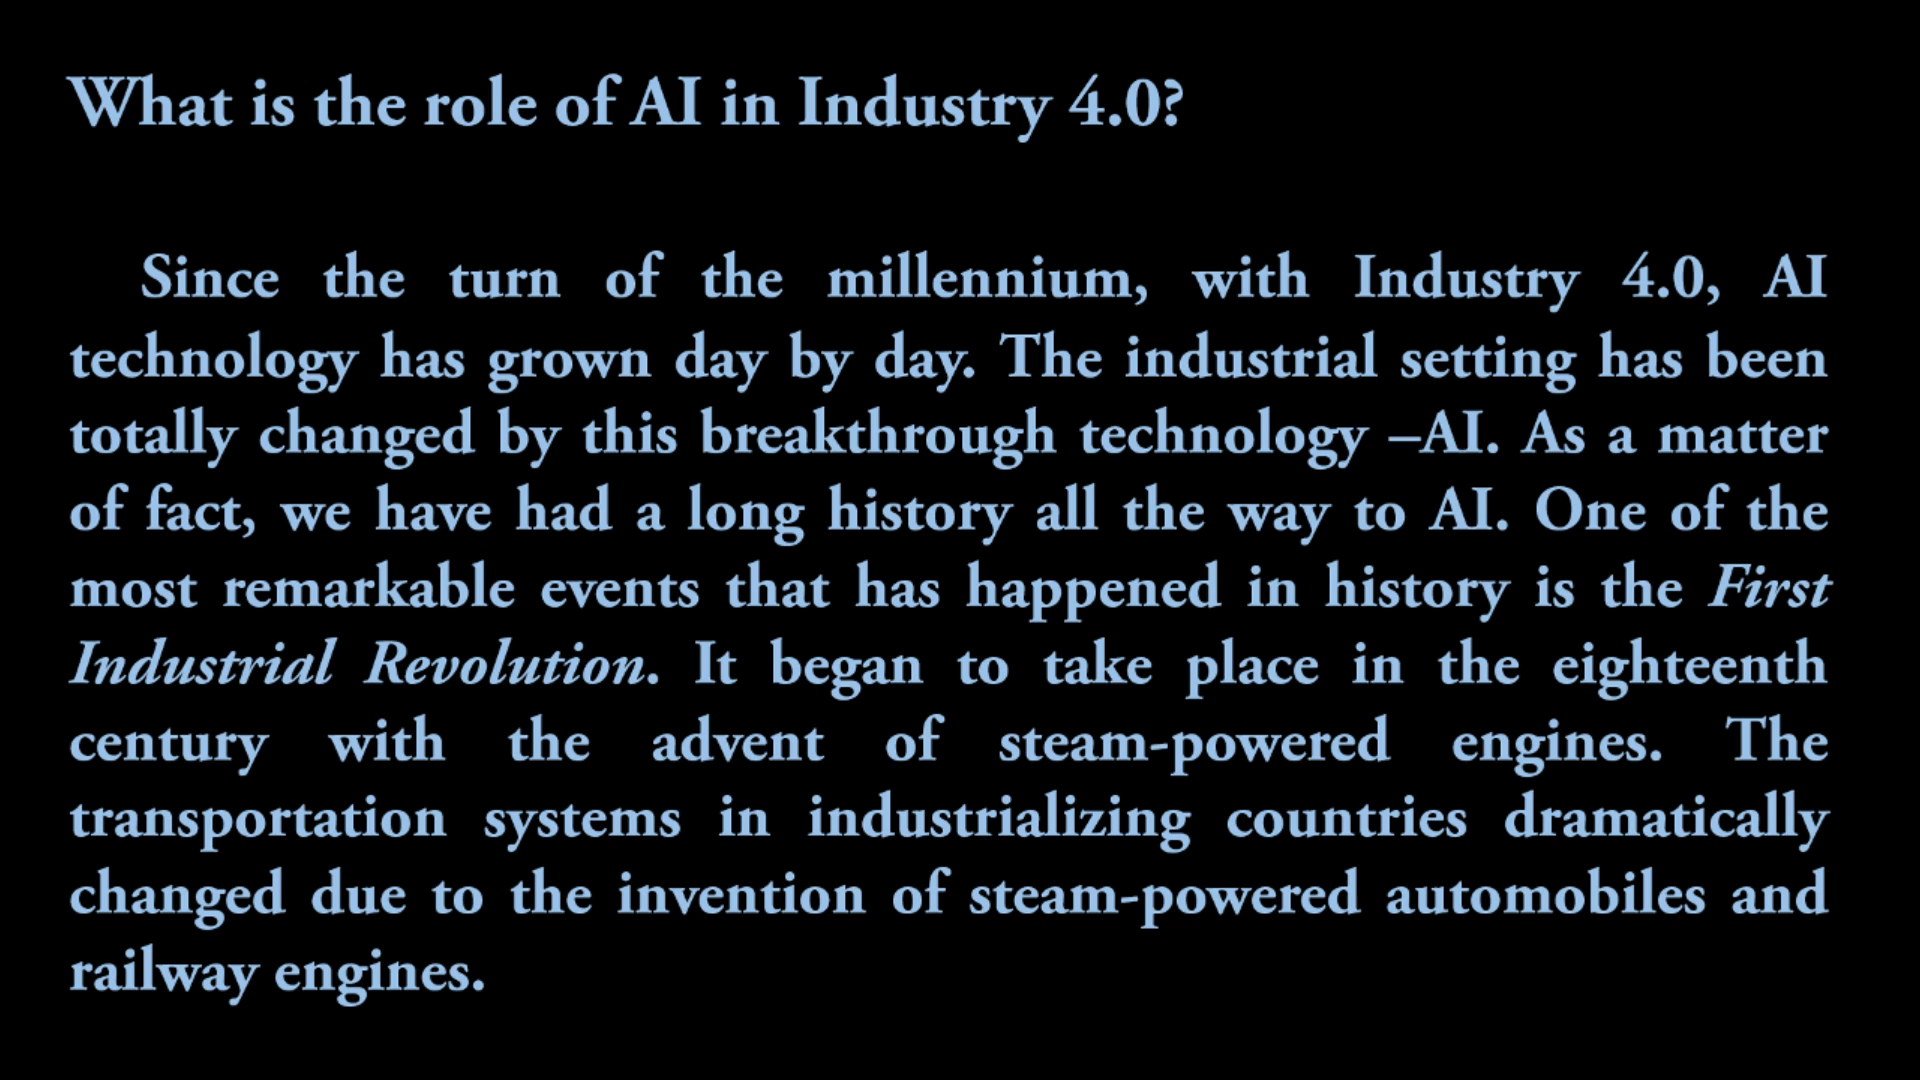 What is the role of AI in Industry 4.0?
Since the turn of the millennium, with Industry 4.0, AI
technology has grown day by day. The industrial setting has been
totally changed by this breakthrough technology –AI. As a matter
of fact, we have had a long history all the way to AI. One of the
most remarkable events that has happened in history is the First
Industrial Revolution. It began to take place in the eighteenth
century with the advent of steam-powered engines. The
transportation systems in industrializing countries dramatically
changed due to the invention of steam-powered automobiles and
railway engines.